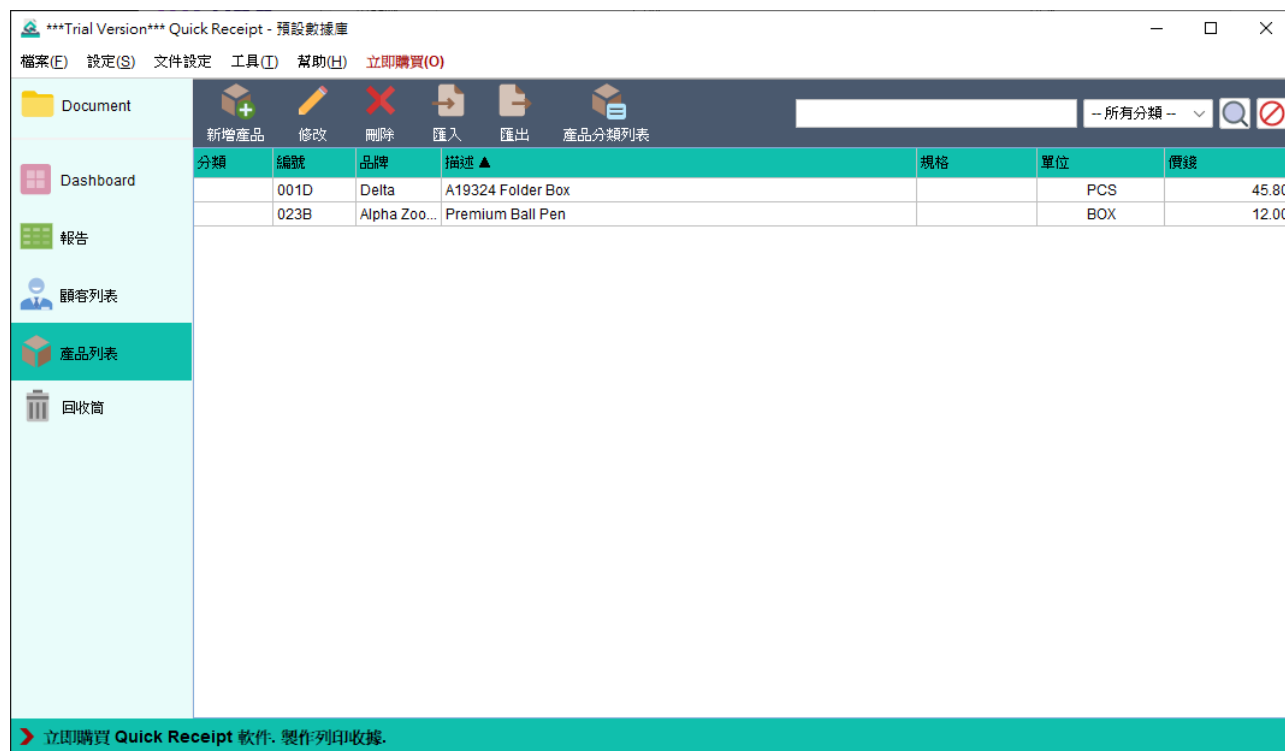 ***Trial Version*** Quick Receipt - 預設數據庫
檔案(F) 設定(S) 文件設定 工具(T) 幫助(H) 立即購買(O)
Document
新增產品 修改 刪除 匯入 匯出 產品分類列表
-- 所有分類 --
Dashboard
報告
顧客列表
產品列表
回收筒
分類 編號 品牌 描述 ▲ 規格 單位 價錢
001D Delta A19324 Folder Box PCS 45.80
023B Alpha Zoo... Premium Ball Pen BOX 12.00
立即購買 Quick Receipt 軟件. 製作列印收據.